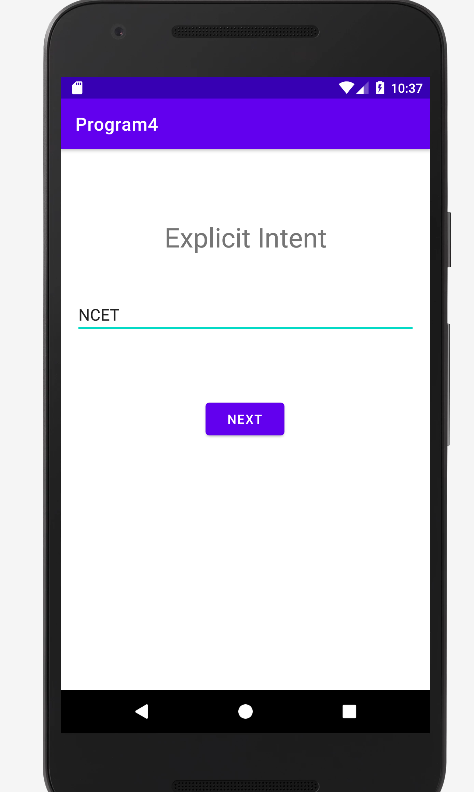 10:37
Program4
Explicit Intent
NCET
NEXT